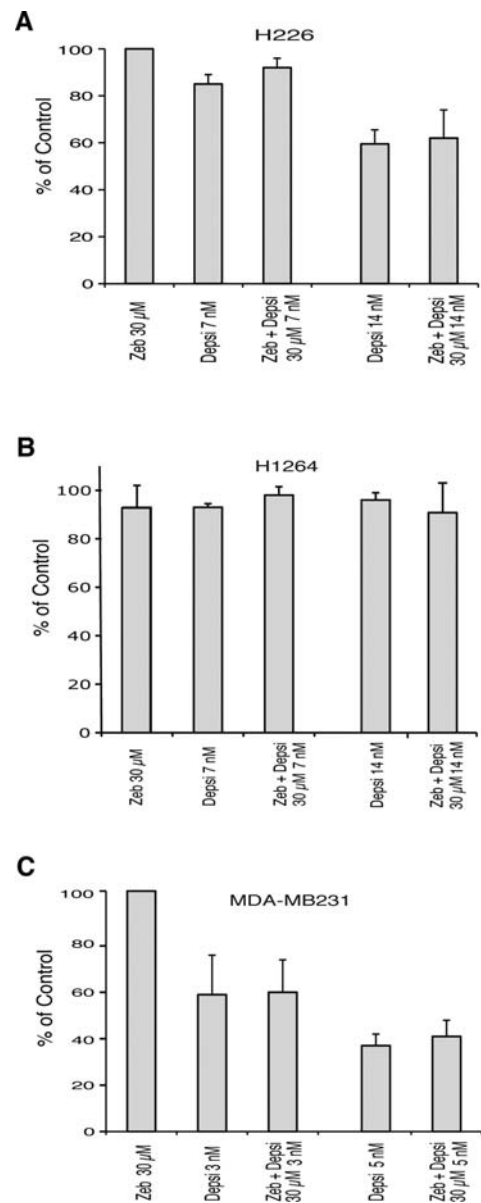 A
H226
% of Control
100
80
60
40
20
0
Zeb 30 µM
Depsi 7 nM
Zeb + Depsi
30 µM 7 nM
Depsi 14 nM
Zeb + Depsi
30 µM 14 nM
B
H1264
% of Control
100
80
60
40
20
0
Zeb 30 µM
Depsi 7 nM
Zeb + Depsi
30 µM 7 nM
Depsi 14 nM
Zeb + Depsi
30 µM 14 nM
C
MDA-MB231
% of Control
100
80
60
40
20
0
Zeb 30 µM
Depsi 3 nM
Zeb + Depsi
30 µM 3 nM
Depsi 5 nM
Zeb + Depsi
30 µM 5 nM